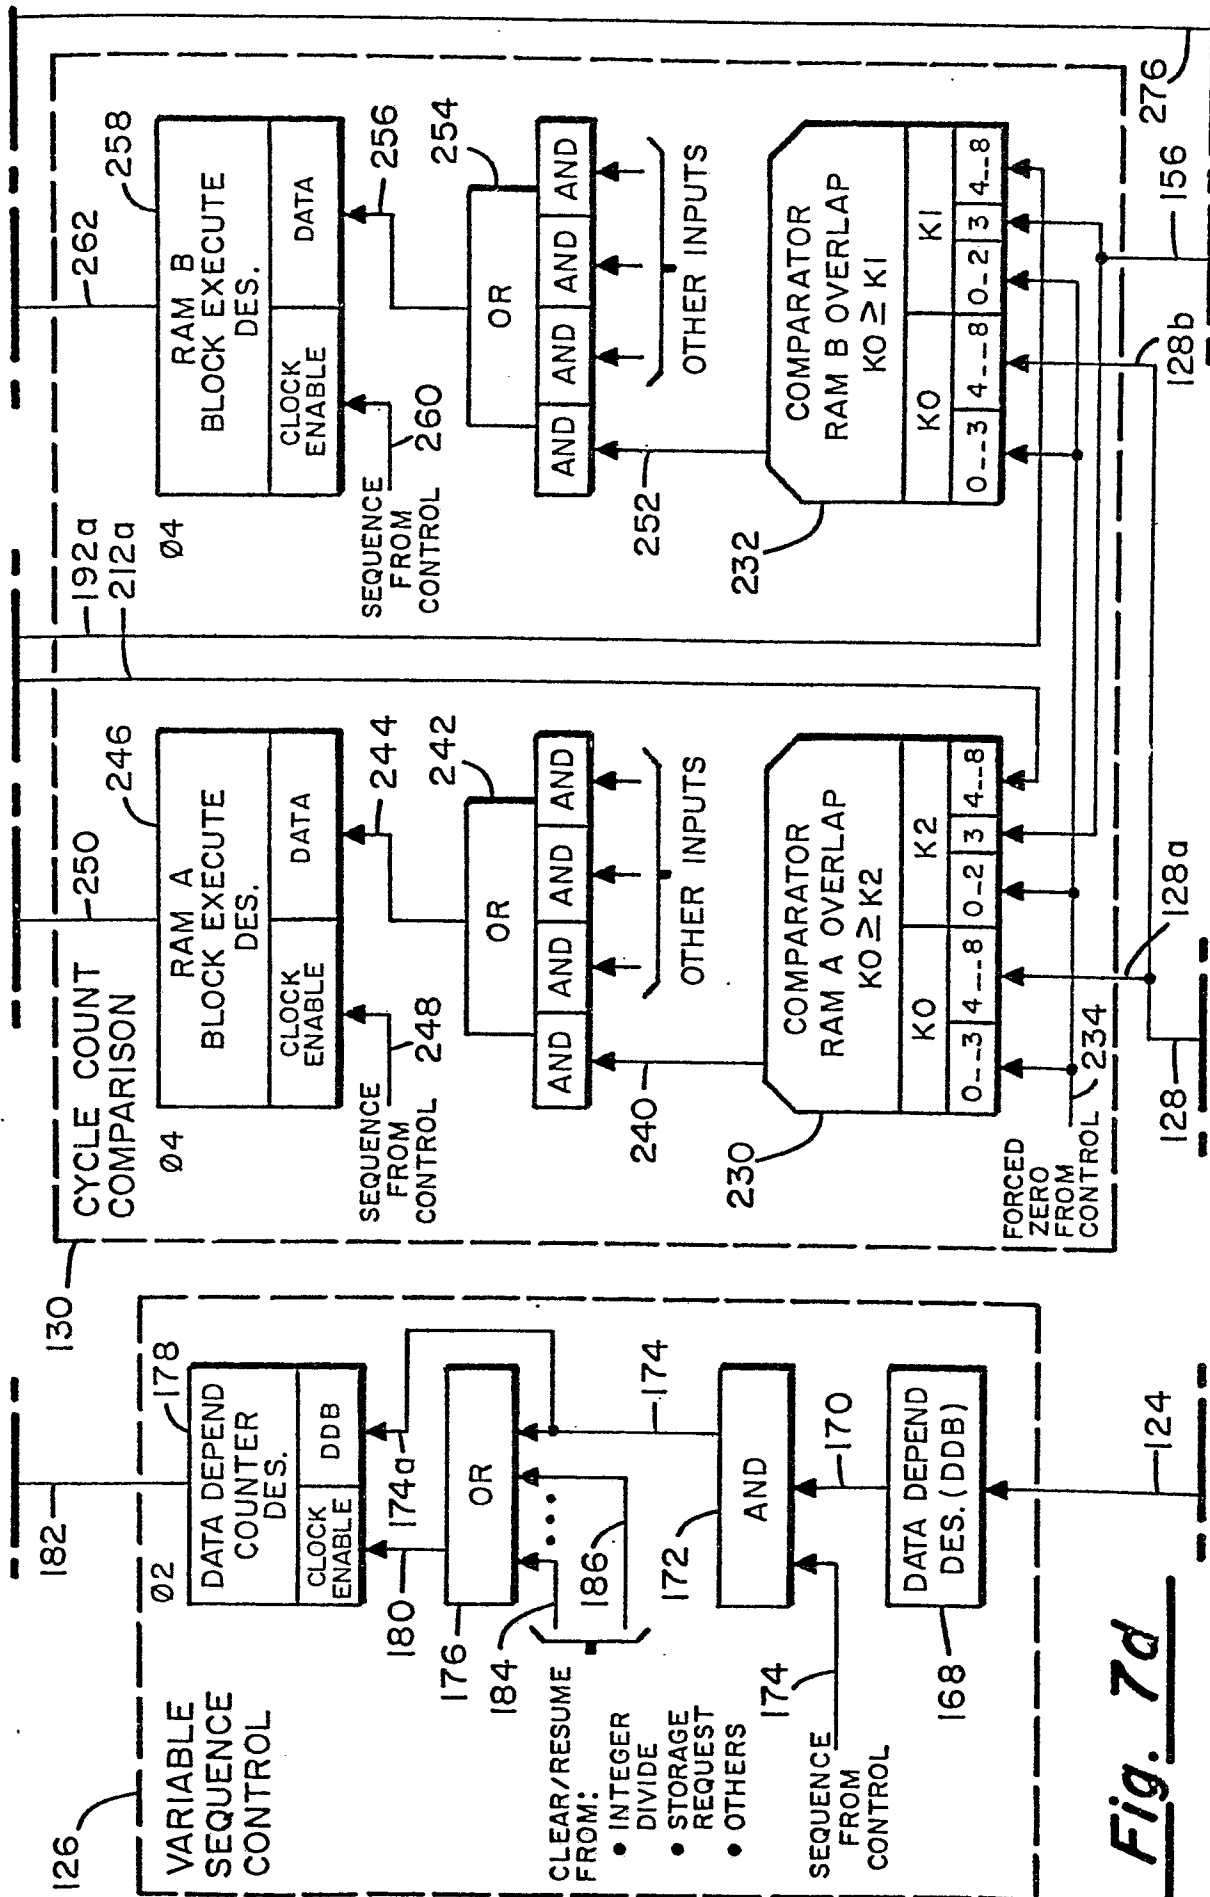 126
VARIABLE
SEQUENCE
CONTROL
182
Ø2
178
DATA DEPEND
COUNTER
DES.
CLOCK
ENABLE
DDB
180
174a
176
OR
184
186
174
CLEAR/RESUME
FROM:
• INTEGER
DIVIDE
• STORAGE
REQUEST
• OTHERS
172
AND
170
174
SEQUENCE
FROM
CONTROL
168
DATA DEPEND
DES. (DDB)
124
Fig. 7d
130
CYCLE COUNT
COMPARISON
250
Ø4
246
RAM A
BLOCK EXECUTE
DES.
CLOCK
ENABLE
DATA
SEQUENCE
FROM
CONTROL
248
244
242
OR
AND
AND
AND
AND
240
OTHER INPUTS
230
COMPARATOR
RAM A OVERLAP
K0 ≥ K2
K0
K2
0--3
4--8
0-2
3
4--8
FORCED
ZERO
FROM
CONTROL
234
128
128a
192a
212a
262
Ø4
258
RAM B
BLOCK EXECUTE
DES.
CLOCK
ENABLE
DATA
SEQUENCE
FROM
CONTROL
260
256
254
OR
AND
AND
AND
AND
252
OTHER INPUTS
232
COMPARATOR
RAM B OVERLAP
K0 ≥ K1
K0
K1
0--3
4--8
0-2
3
4--8
128b
156
276